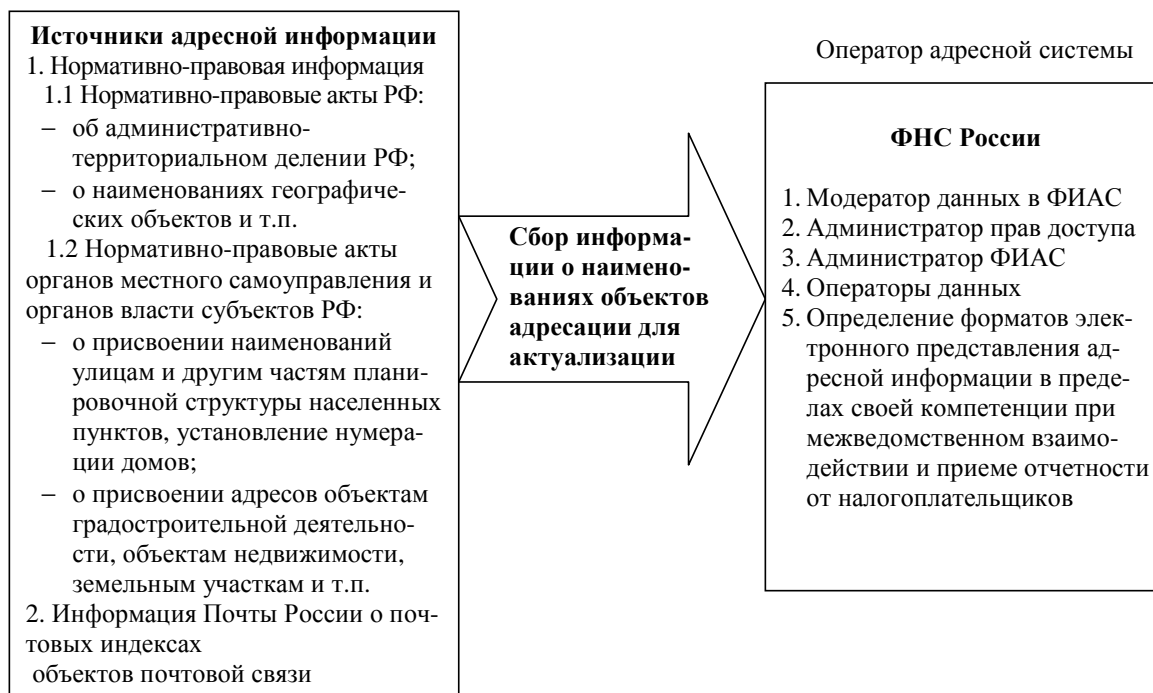 Источники адресной информации
1. Нормативно-правовая информация
1.1 Нормативно-правовые акты РФ:
– об административно-
территориальном делении РФ;
– о наименованиях географиче-
ских объектов и т.п.
1.2 Нормативно-правовые акты
органов местного самоуправления и
органов власти субъектов РФ:
– о присвоении наименований
улицам и другим частям плани-
ровочной структуры населенных
пунктов, установление нумера-
ции домов;
– о присвоении адресов объектам
градостроительной деятельно-
сти, объектам недвижимости,
земельным участкам и т.п.
2. Информация Почты России о поч-
товых индексах
объектов почтовой связи
Сбор информа-
ции о наимено-
ваниях объектов
адресации для
актуализации
Оператор адресной системы
ФНС России
1. Модератор данных в ФИАС
2. Администратор прав доступа
3. Администратор ФИАС
4. Операторы данных
5. Определение форматов элек-
тронного представления ад-
ресной информации в преде-
лах своей компетенции при
межведомственном взаимо-
действии и приеме отчетности
от налогоплательщиков